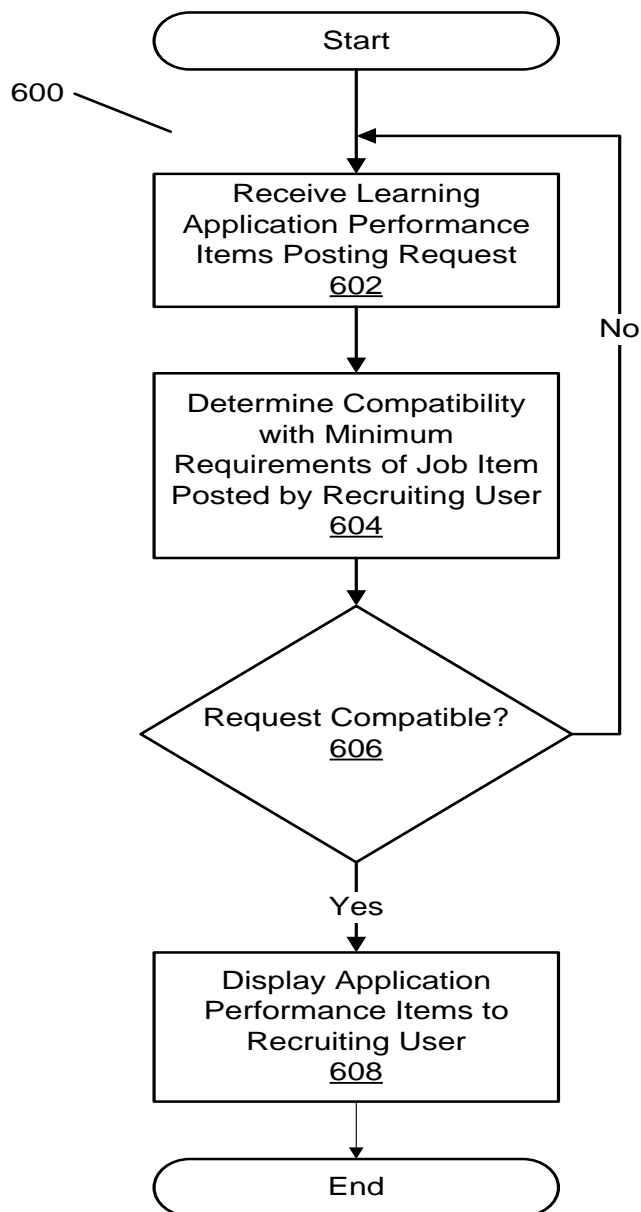 Start
600
Receive Learning
Application Performance
Items Posting Request
602
No
Determine Compatibility
with Minimum
Requirements of Job Item
Posted by Recruiting User
604
Request Compatible?
606
Yes
Display Application
Performance Items to
Recruiting User
608
End